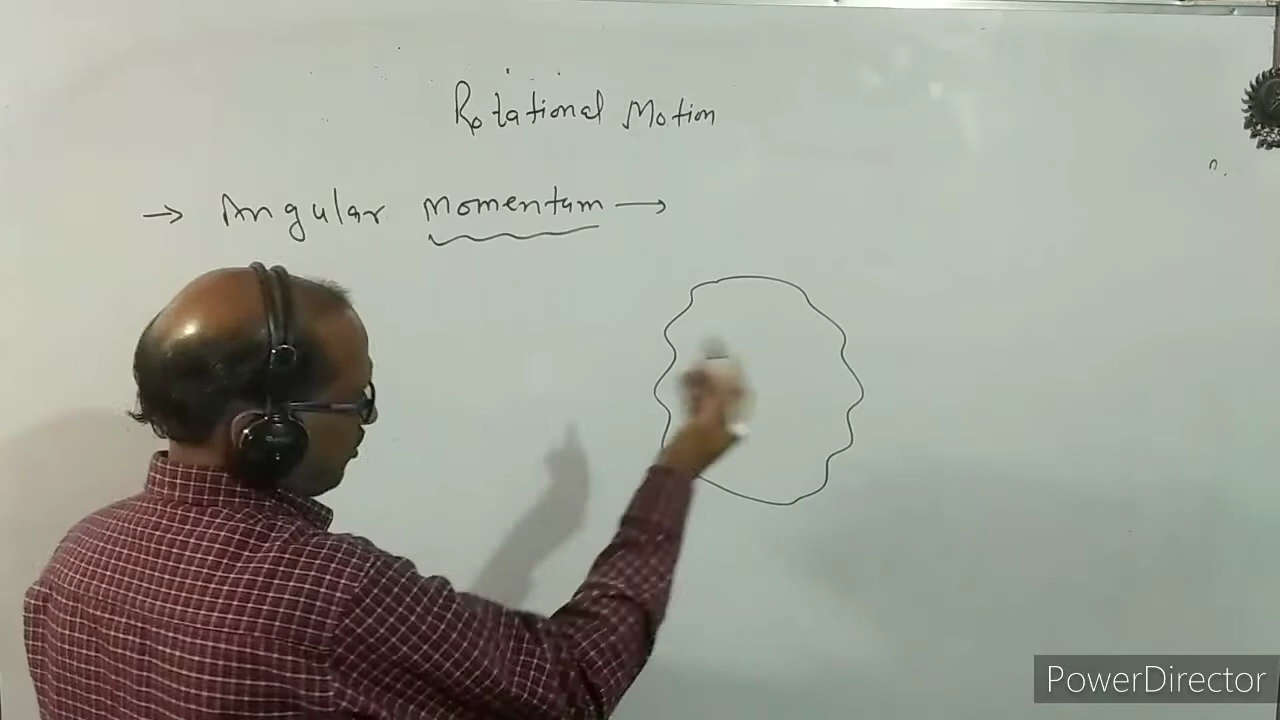 Rotational Motion
→ Angular Momentum →
PowerDirector